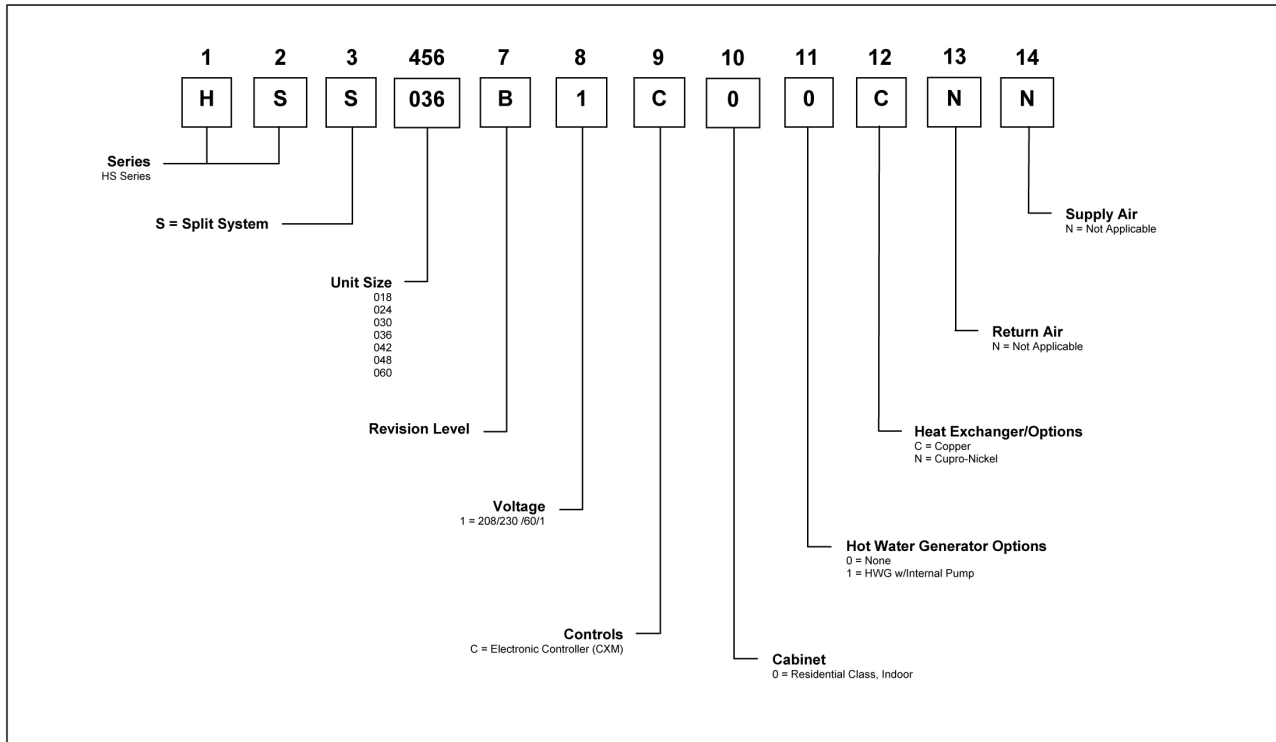 1 2 3 456 7 8 9 10 11 12 13 14
H S S 036 B 1 C 0 0 C N N
Series
HS Series
S = Split System
Unit Size
018
024
030
036
042
048
060
Revision Level
Voltage
1 = 208/230 /60/1
Controls
C = Electronic Controller (CXM)
Supply Air
N = Not Applicable
Return Air
N = Not Applicable
Heat Exchanger/Options
C = Copper
N = Cupro-Nickel
Hot Water Generator Options
0 = None
1 = HWG w/Internal Pump
Cabinet
0 = Residential Class, Indoor